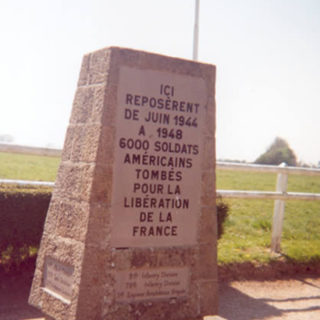 ICI
REPOSÈRENT
DE JUIN 1944
A 1948
6000 SOLDATS
AMÉRICAINS
TOMBÉS
POUR LA
LIBÉRATION
DE LA
FRANCE
Infantry Division
Infantry Division